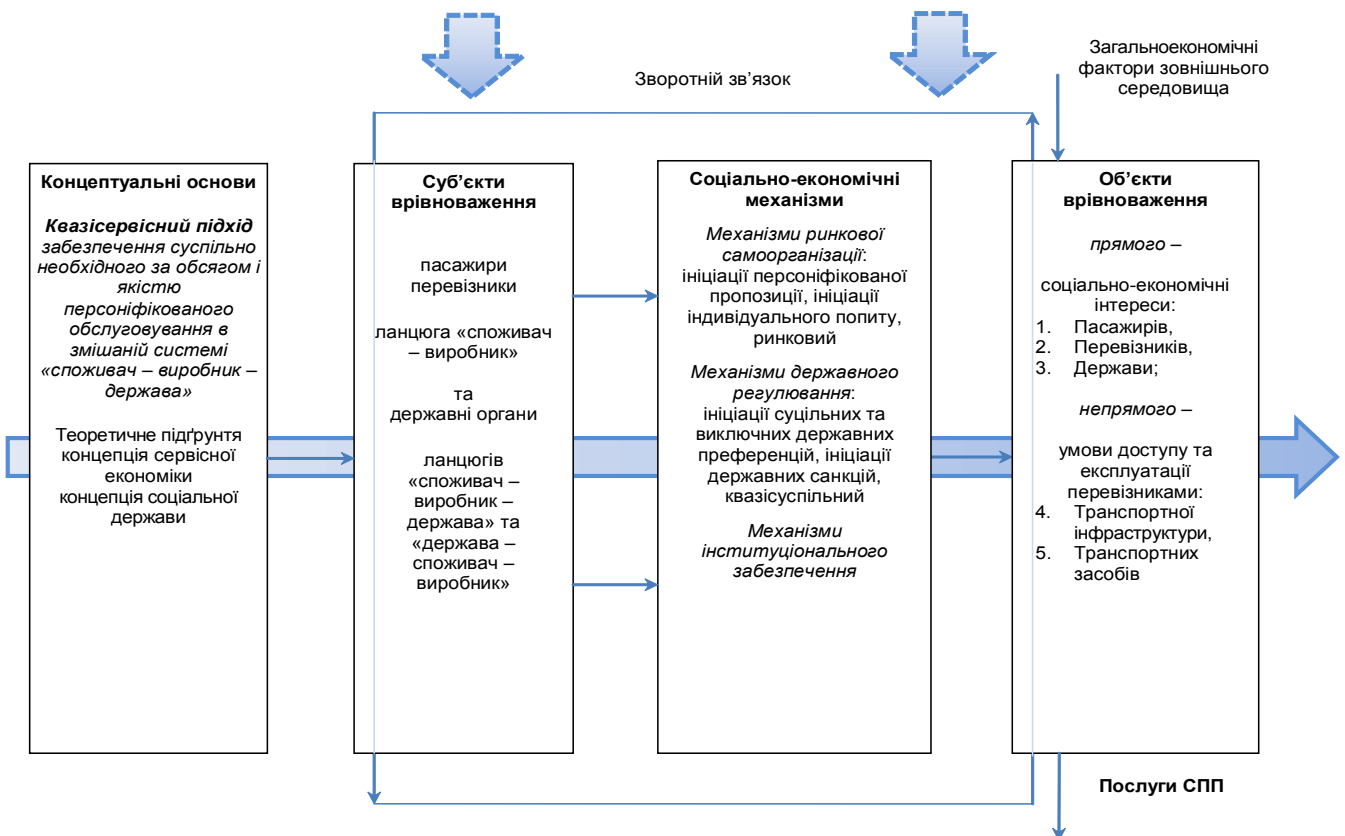 Зворотній зв’язок
Загальноекономічні
фактори зовнішнього
середовища
Концептуальні основи
Квазісервісний підхід
забезпечення суспільно
необхідного за обсягом і
якістю
персоніфікованого
обслуговування в
змішаній системі
«споживач – виробник –
держава»
Теоретичне підґрунтя
концепція сервісної
економіки
концепція соціальної
держави
Суб’єкти
врівноваження
пасажири
перевізники
ланцюга «споживач
– виробник»
та
державні органи
ланцюгів
«споживач –
виробник -
держава» та
«держава –
споживач –
виробник»
Соціально-економічні
механізми
Механізми ринкової
самоорганізації:
ініціації персоніфікованої
пропозиції, ініціації
індивідуального попиту,
ринковий
Механізми державного
регулювання:
ініціації суцільних та
виключних державних
преференцій, ініціації
державних санкцій,
квазісуспільний
Механізми
інституціонального
забезпечення
Об’єкти
врівноваження
прямого –
соціально-економічні
інтереси:
1. Пасажирів,
2. Перевізників,
3. Держави;
непрямого –
умови доступу та
експлуатації
перевізниками:
4. Транспортної
інфраструктури,
5. Транспортних
засобів
Послуги СПП